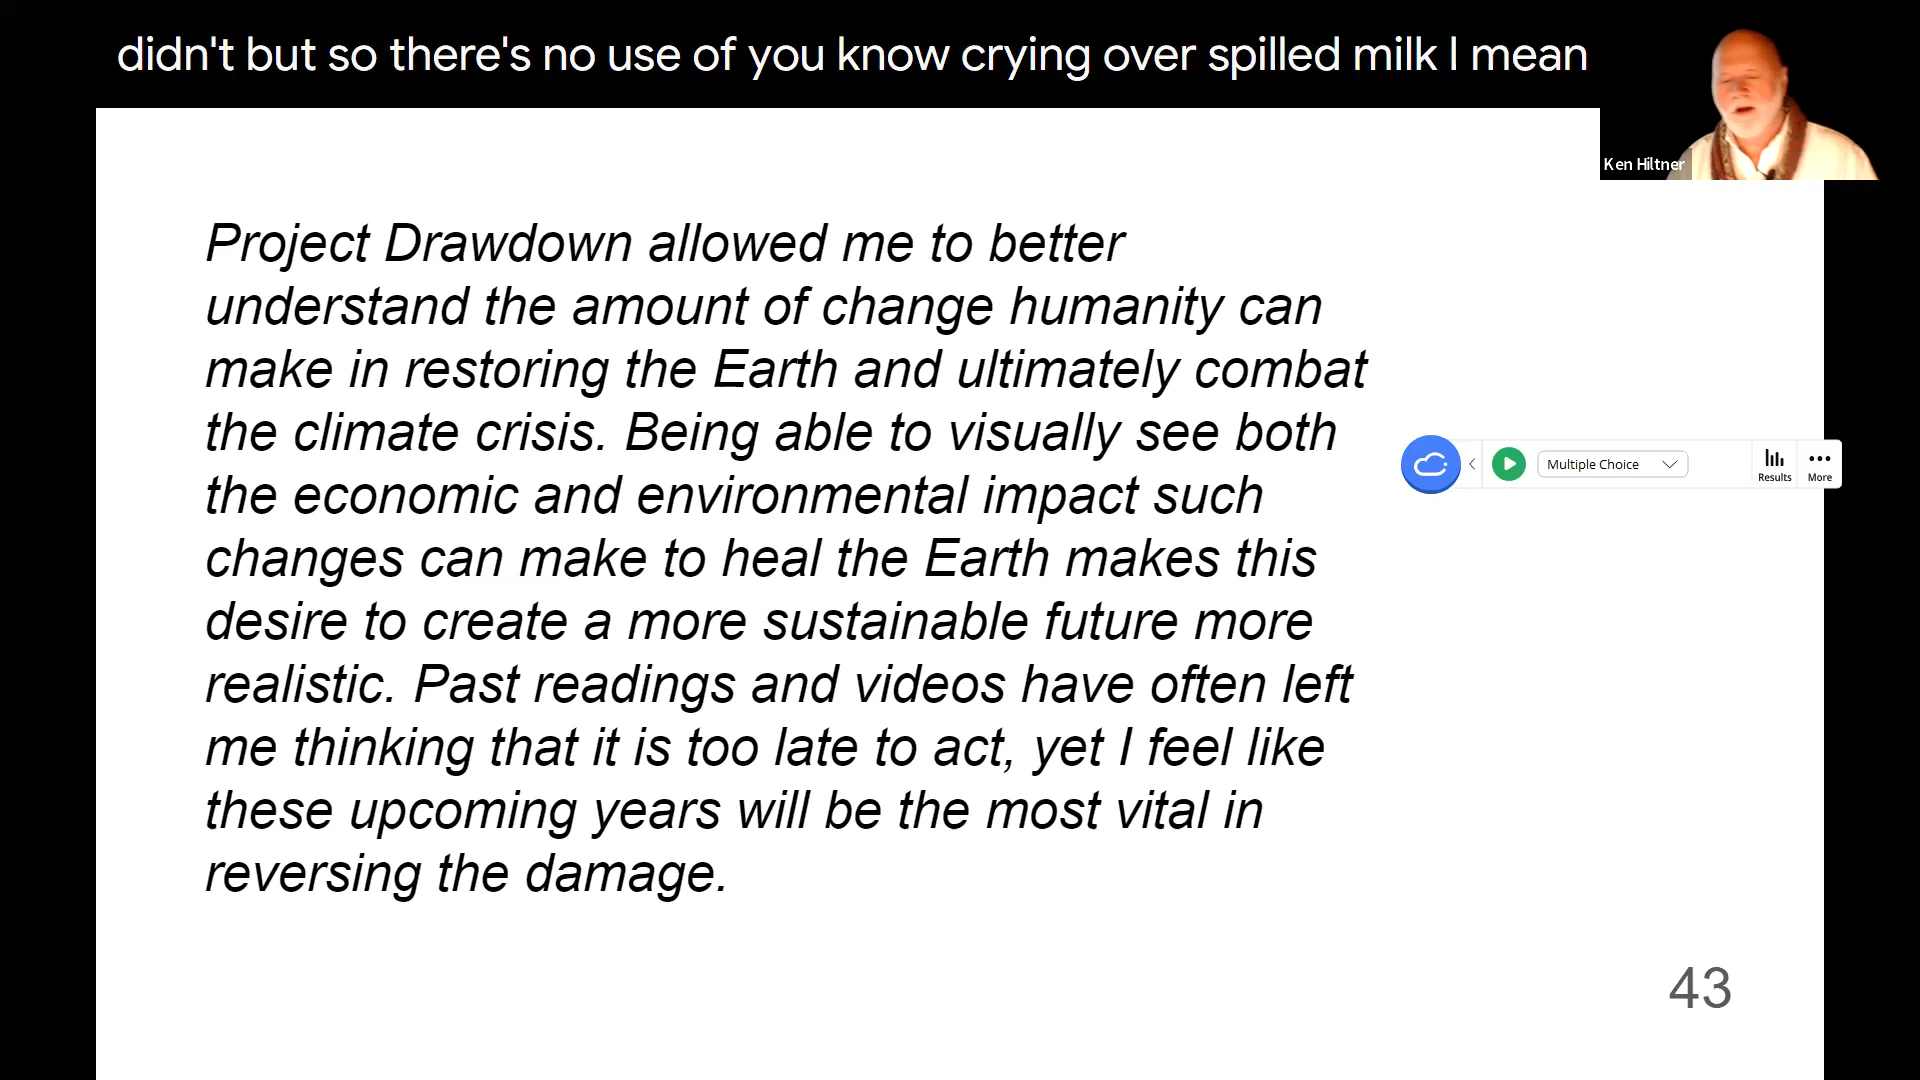 didn't but so there's no use of you know crying over spilled milk I mean
Ken Hiltner
Project Drawdown allowed me to better
understand the amount of change humanity can
make in restoring the Earth and ultimately combat
the climate crisis. Being able to visually see both
the economic and environmental impact such
changes can make to heal the Earth makes this
desire to create a more sustainable future more
realistic. Past readings and videos have often left
me thinking that it is too late to act, yet I feel like
these upcoming years will be the most vital in
reversing the damage.
Multiple Choice
Results
More
43